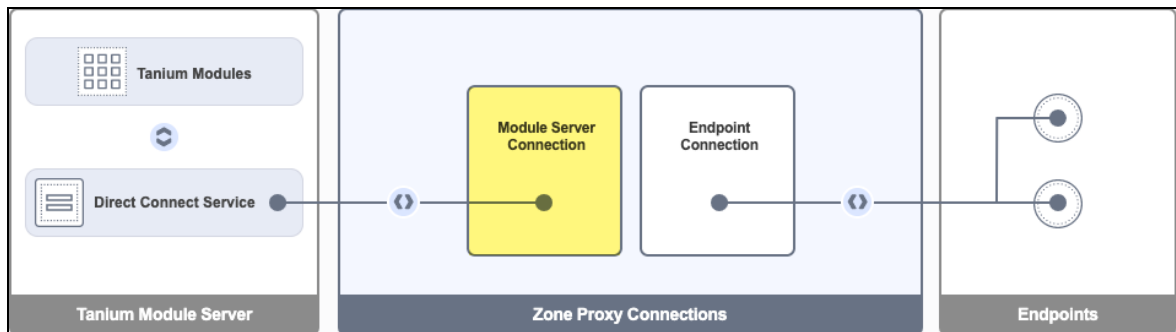 Tanium Modules
Direct Connect Service
Tanium Module Server
Module Server
Connection
Endpoint
Connection
Zone Proxy Connections
Endpoints